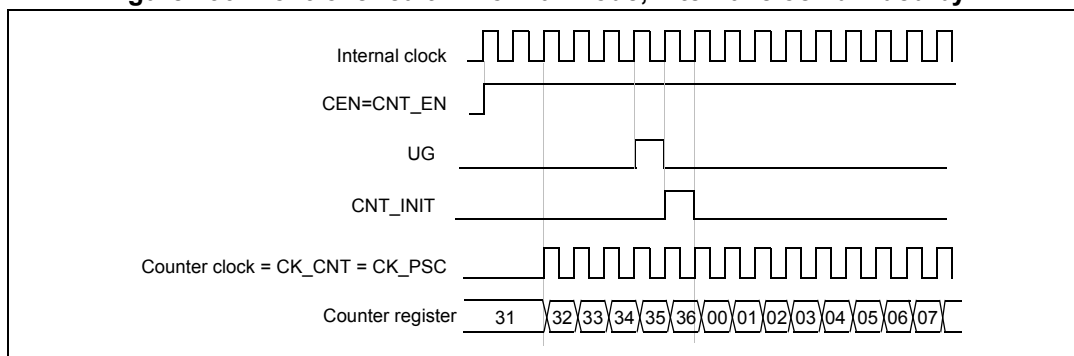 Internal clock
CEN=CNT_EN
UG
CNT_INIT
Counter clock = CK_CNT = CK_PSC
Counter register 31 32 33 34 35 36 00 01 02 03 04 05 06 07